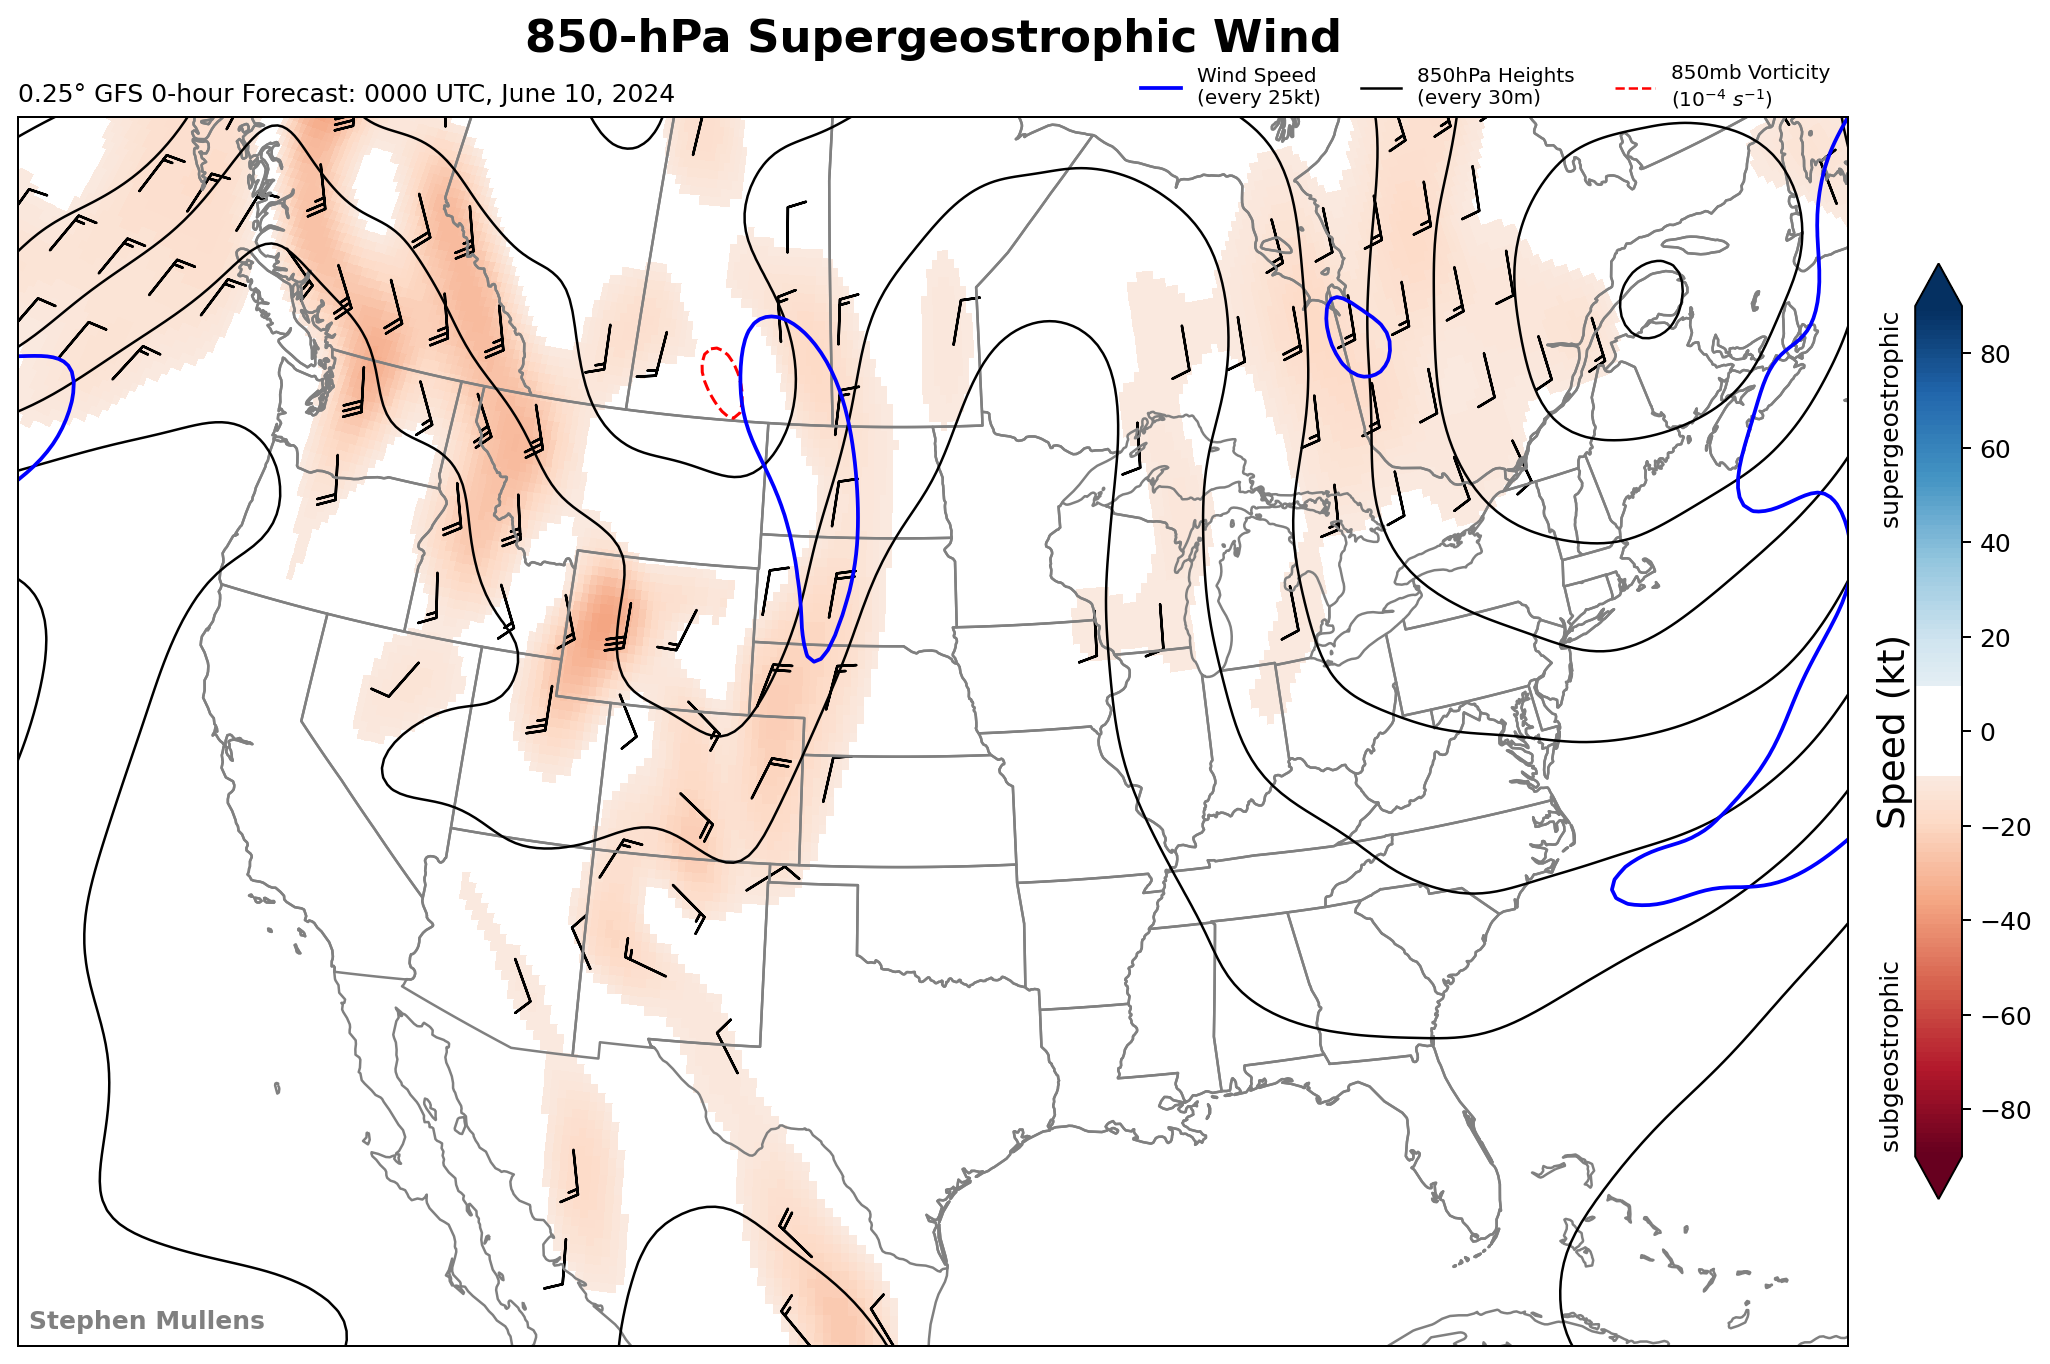 850-hPa Supergeostrophic Wind
0.25° GFS 0-hour Forecast: 0000 UTC, June 10, 2024
Wind Speed
(every 25kt)
850hPa Heights
(every 30m)
850mb Vorticity
(10⁻⁴ s⁻¹)
supergeostrophic
Speed (kt)
subgeostrophic
80
60
40
20
0
−20
−40
−60
−80
Stephen Mullens